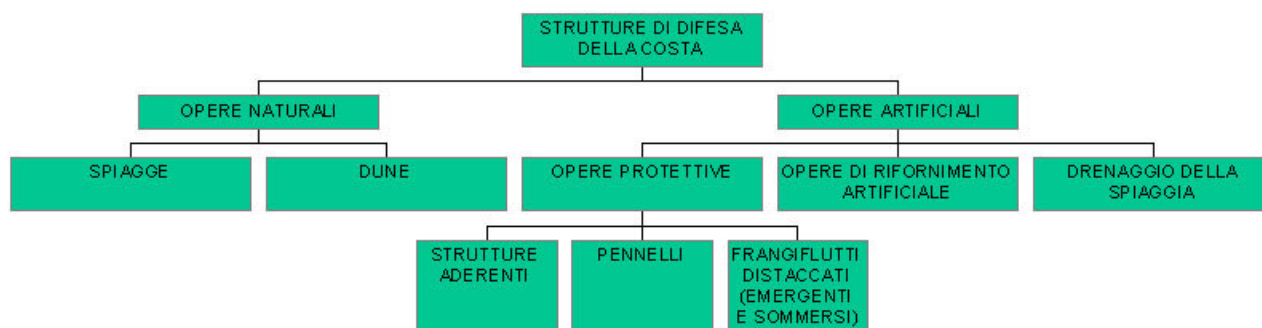 STRUTTURE DI DIFESA
DELLA COSTA
OPERE NATURALI
OPERE ARTIFICIALI
SPIAGGE
DUNE
OPERE PROTETTIVE
OPERE DI RIFORNIMENTO
ARTIFICIALE
DRENAGGIO DELLA
SPIAGGIA
STRUTTURE
ADERENTI
PENNELLI
FRANGIFLUTTI
DISTACCATI
(EMERGENTI
E SOMMERSI)